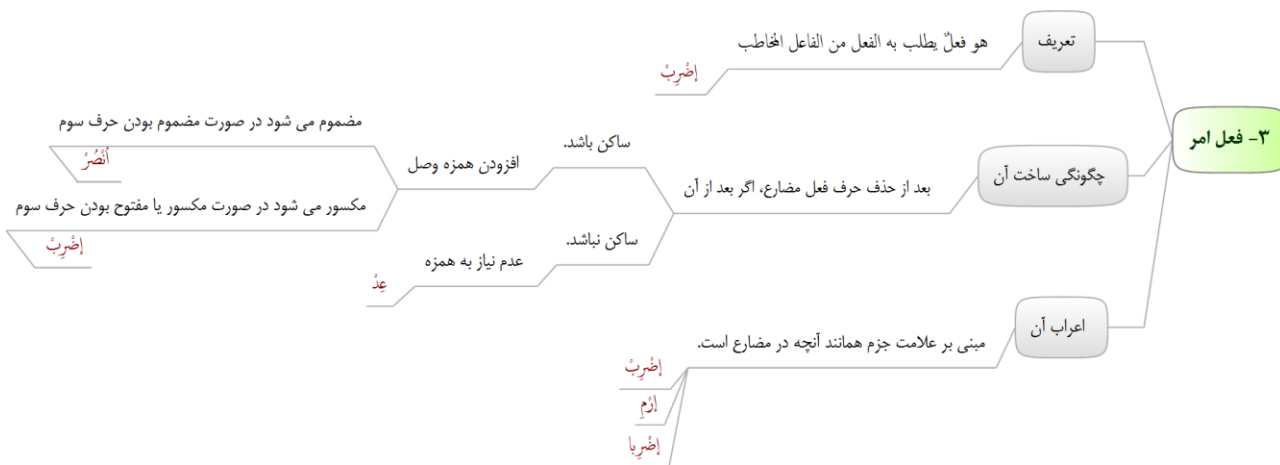 ۳- فعل امر
تعریف
هو فعلٌ یطلب به الفعل من الفاعل المخاطب
إضْرِبْ
چگونگی ساخت آن
بعد از حذف حرف فعل مضارع، اگر بعد از آن
ساکن باشد.
افزودن همزه وصل
مضموم می شود در صورت مضموم بودن حرف سوم
اُنْصُرْ
مکسور می شود در صورت مکسور یا مفتوح بودن حرف سوم
إضْرِبْ
ساکن نباشد.
عدم نیاز به همزه
عِدْ
اعراب آن
مبنی بر علامت جزم همانند آنچه در مضارع است.
إضْرِبْ
إرْمِ
إضْرِبا